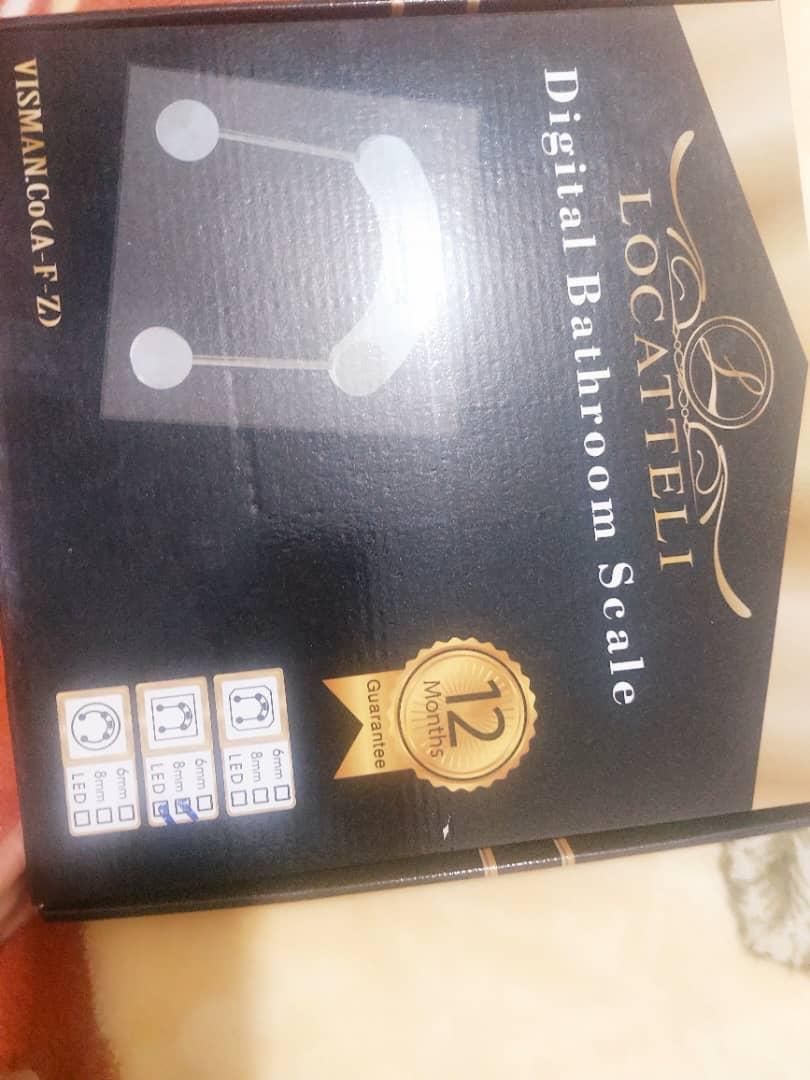 LOCATTELI
Digital Bathroom Scale
12
Months
Guarantee
6mm
8mm
LED
6mm
8mm
LED
6mm
8mm
LED
VISMAN.Co(A-F-Z)